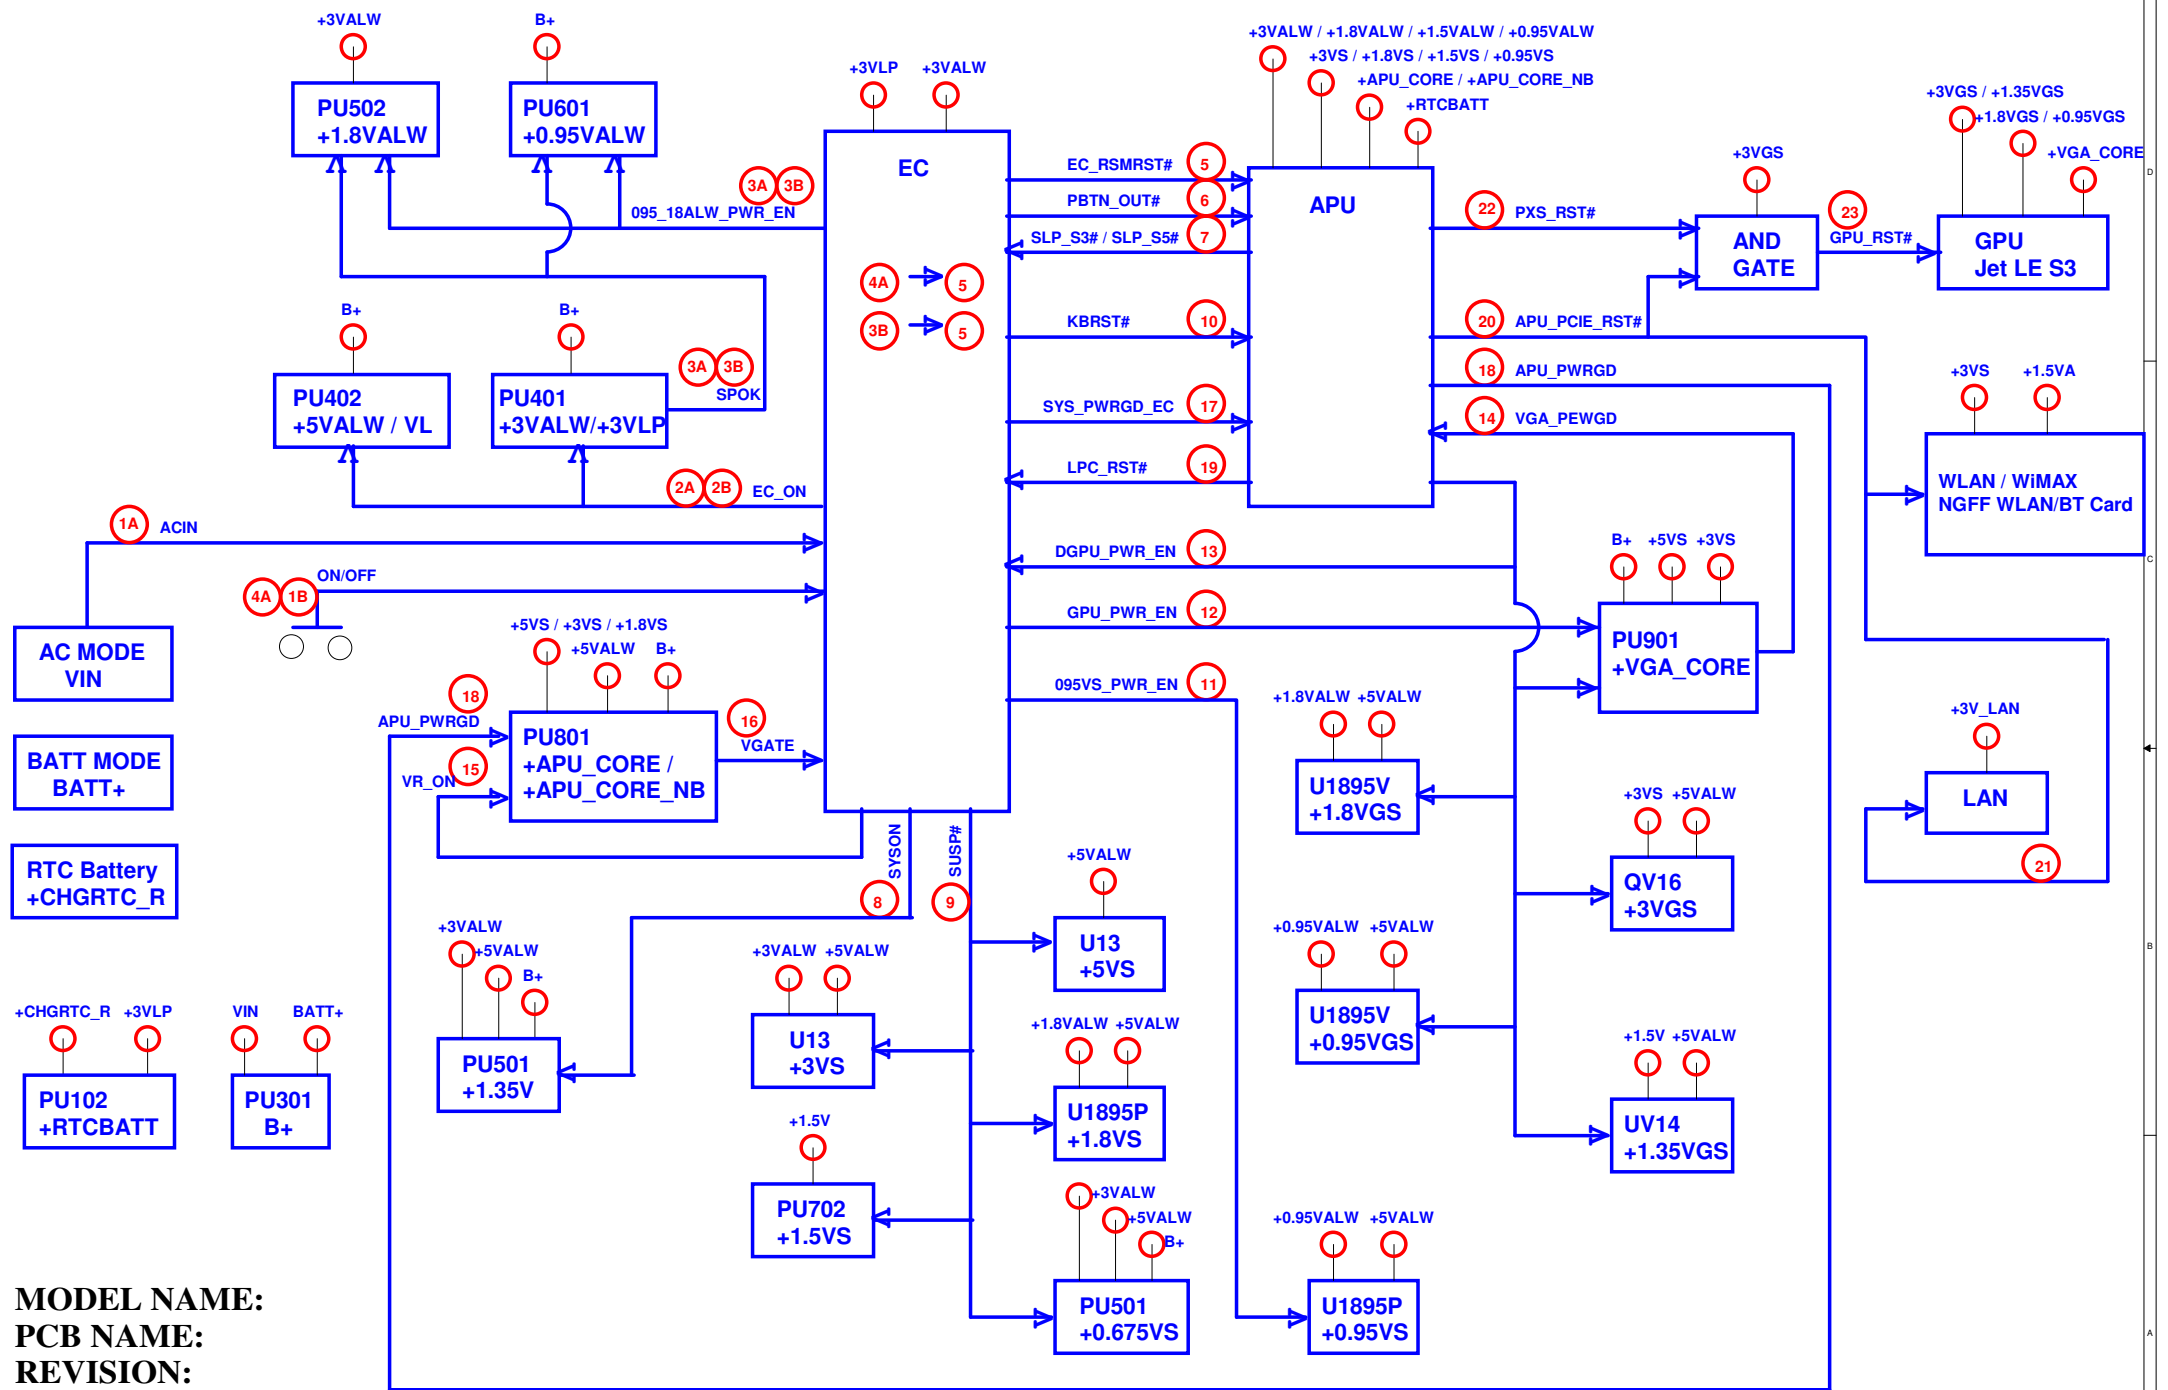 +3VALW
B+
PU502
+1.8VALW
PU601
+0.95VALW
3A
3B
095_18ALW_PWR_EN
B+
B+
PU402
+5VALW / VL
PU401
+3VALW/+3VLP
3A
3B
SPOK
2A
2B
EC_ON
1A
ACIN
ON/OFF
4A
1B
AC MODE
VIN
BATT MODE
BATT+
RTC Battery
+CHGRTC_R
+CHGRTC_R
+3VLP
PU102
+RTCBATT
VIN
BATT+
PU301
B+
+5VS / +3VS / +1.8VS
+5VALW
B+
18
APU_PWRGD
15
VR_ON
PU801
+APU_CORE /
+APU_CORE_NB
16
VGATE
+3VLP
+3VALW
EC
4A
5
3B
5
SYSON
8
SUSP#
9
+3VALW
+5VALW
B+
PU501
+1.35V
+3VALW
+5VALW
U13
+3VS
+1.5V
PU702
+1.5VS
+5VALW
U13
+5VS
+1.8VALW
+5VALW
U1895P
+1.8VS
+3VALW
+5VALW
B+
PU501
+0.675VS
EC_RSMRST#
5
PBTN_OUT#
6
SLP_S3# / SLP_S5#
7
KBRST#
10
SYS_PWRGD_EC
17
LPC_RST#
19
DGPU_PWR_EN
13
GPU_PWR_EN
12
095VS_PWR_EN
11
+3VALW / +1.8VALW / +1.5VALW / +0.95VALW
+3VS / +1.8VS / +1.5VS / +0.95VS
+APU_CORE / +APU_CORE_NB
+RTCBATT
APU
22
PXS_RST#
20
APU_PCIE_RST#
18
APU_PWRGD
14
VGA_PEWGD
+3VGS
AND
GATE
23
GPU_RST#
+3VGS / +1.35VGS
+1.8VGS / +0.95VGS
+VGA_CORE
GPU
Jet LE S3
+3VS
+1.5VA
WLAN / WiMAX
NGFF WLAN/BT Card
B+
+5VS
+3VS
PU901
+VGA_CORE
+1.8VALW
+5VALW
U1895V
+1.8VGS
+3VS
+5VALW
QV16
+3VGS
+0.95VALW
+5VALW
U1895V
+0.95VGS
+1.5V
+5VALW
UV14
+1.35VGS
+0.95VALW
+5VALW
U1895P
+0.95VS
+3V_LAN
LAN
21
D
C
B
A
MODEL NAME:
PCB NAME:
REVISION: